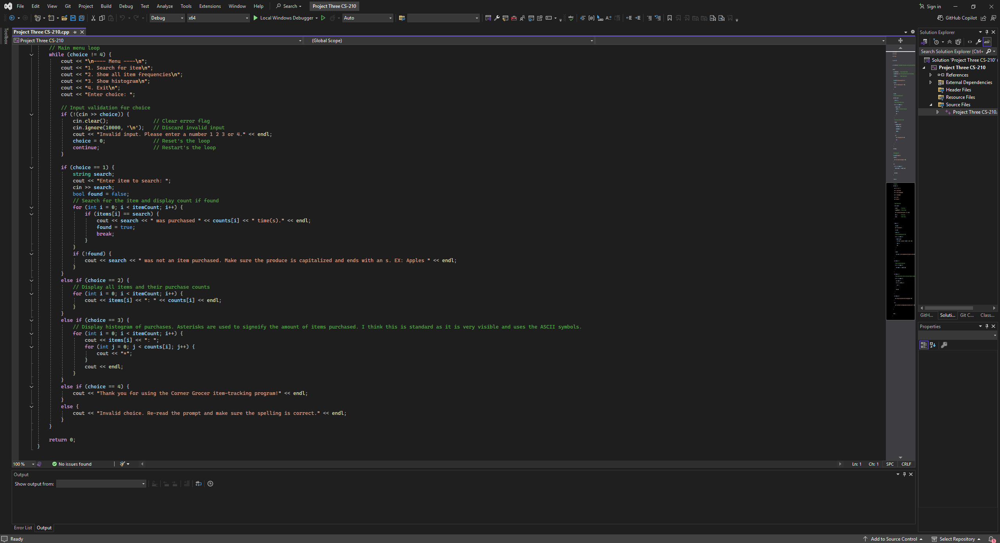 File Edit View Git Project Build Debug Test Analyze Tools Extensions Window Help Search Project Three CS-210 Sign in
Debug x64 Local Windows Debugger Auto GitHub Copilot
Toolbox
Project Three CS-210.cpp
Project Three CS-210 (Global Scope)
// Main menu loop
while (choice != 4) {
cout << "\n---- Menu ----\n";
cout << "1. Search for item\n";
cout << "2. Show all item frequencies\n";
cout << "3. Show histogram\n";
cout << "4. Exit\n";
cout << "Enter choice: ";
// Input validation for choice
if (!(cin >> choice)) {
cin.clear(); // Clear error flag
cin.ignore(10000, '\n'); // Discard invalid input
cout << "Invalid input. Please enter a number 1 2 3 or 4." << endl;
choice = 0; // Reset's the loop
continue; // Restart's the loop
}
if (choice == 1) {
string search;
cout << "Enter item to search: ";
cin >> search;
bool found = false;
// Search for the item and display count if found
for (int i = 0; i < itemCount; i++) {
if (items[i] == search) {
cout << search << " was purchased " << counts[i] << " time(s)." << endl;
found = true;
break;
}
}
if (!found) {
cout << search << " was not an item purchased. Make sure the produce is capitalized and ends with an s. EX: Apples " << endl;
}
}
else if (choice == 2) {
// Display all items and their purchase counts
for (int i = 0; i < itemCount; i++) {
cout << items[i] << ": " << counts[i] << endl;
}
}
else if (choice == 3) {
// Display histogram of purchases. Asterisks are used to signoify the amount of items purchased. I think this is standard as it is very visible and uses the ASCII symbols.
for (int i = 0; i < itemCount; i++) {
cout << items[i] << ": ";
for (int j = 0; j < counts[i]; j++) {
cout << "*";
}
cout << endl;
}
}
else if (choice == 4) {
cout << "Thank you for using the Corner Grocer item-tracking program!" << endl;
}
else {
cout << "Invalid choice. Re-read the prompt and make sure the spelling is correct." << endl;
}
}
return 0;
}
100 % No issues found Ln: 1 Ch: 1 SPC CRLF
Output
Show output from:
Error List Output
Ready Add to Source Control Select Repository 1
Solution Explorer
Search Solution Explorer (Ctrl+
Solution 'Project Three CS-210' (
Project Three CS-210
References
External Dependencies
Header Files
Resource Files
Source Files
Project Three CS-210.
GitH... Soluti... Git C... Class...
Properties